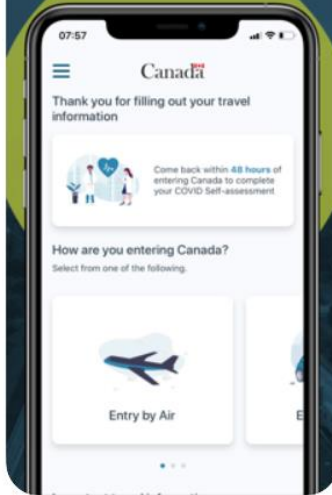 07:57
Canada
Thank you for filling out your travel
information
Come back within 48 hours of
entering Canada to complete
your COVID Self-assessment
How are you entering Canada?
Select from one of the following.
Entry by Air
E